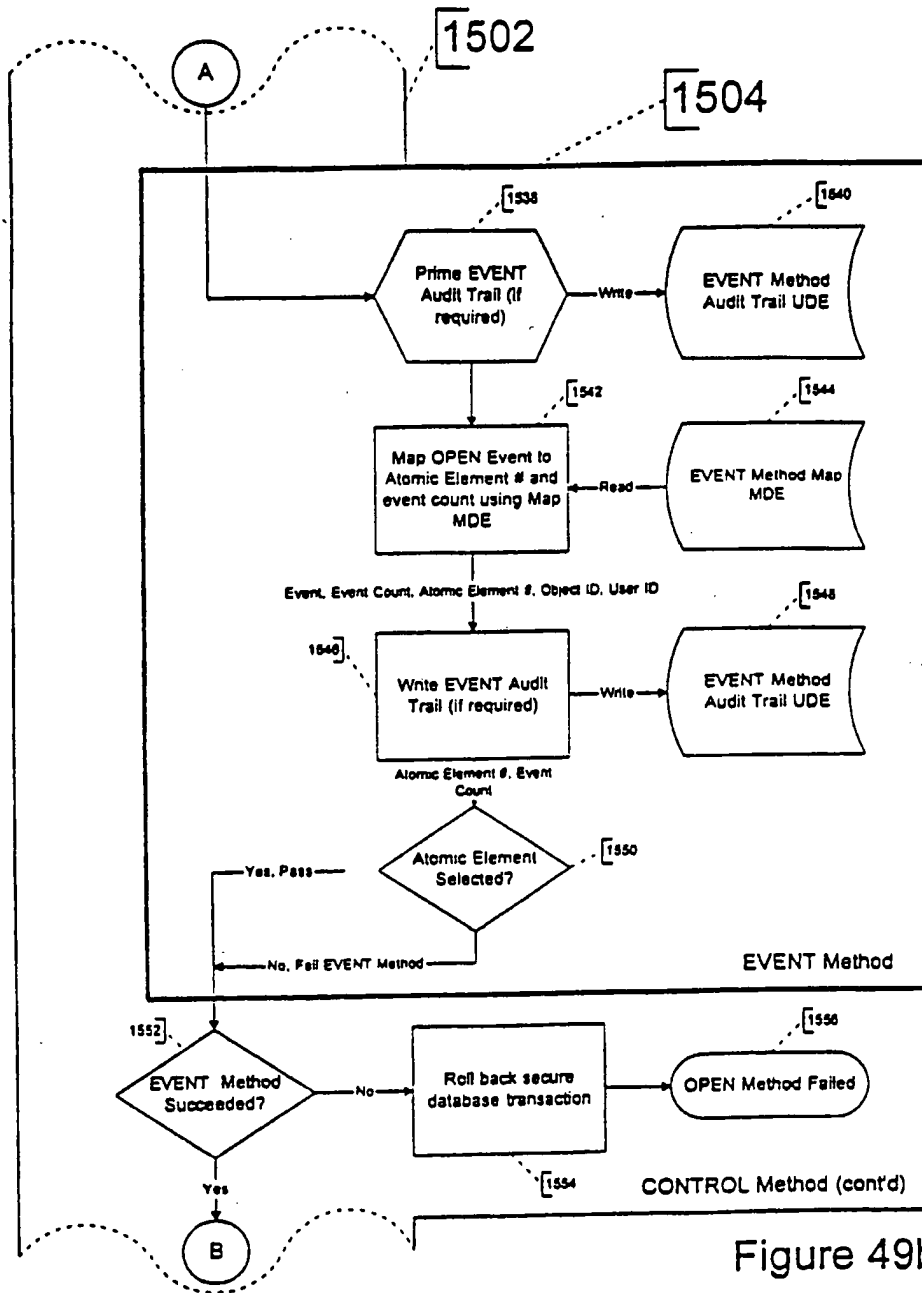 1502
A
1504
1538
1540
Prime EVENT
Audit Trail (if
required)
Write
EVENT Method
Audit Trail UDE
1542
1544
Map OPEN Event to
Atomic Element # and
event count using Map
MDE
Read
EVENT Method Map
MDE
Event, Event Count, Atomic Element #, Object ID, User ID
1546
1548
Write EVENT Audit
Trail (if required)
Write
EVENT Method
Audit Trail UDE
Atomic Element #, Event
Count
Atomic Element
Selected?
1550
Yes, Pass
No, Fail EVENT Method
EVENT Method
1552
EVENT Method
Succeeded?
No
Roll back secure
database transaction
1556
OPEN Method Failed
1554
Yes
CONTROL Method (cont'd)
B
Figure 49b